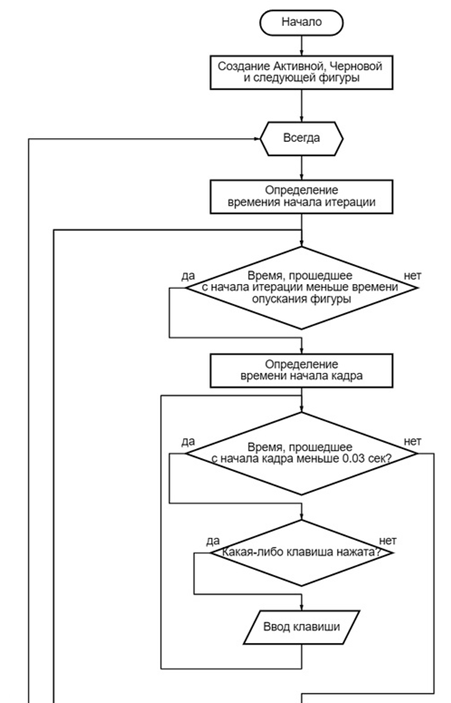 Начало
Создание Активной, Черновой
и следующей фигуры
Всегда
Определение
времени начала итерации
да
нет
Время, прошедшее
с начала итерации меньше времени
опускания фигуры
Определение
времени начала кадра
да
нет
Время, прошедшее
с начала кадра меньше 0.03 сек?
да
нет
Какая-либо клавиша нажата?
Ввод клавиши